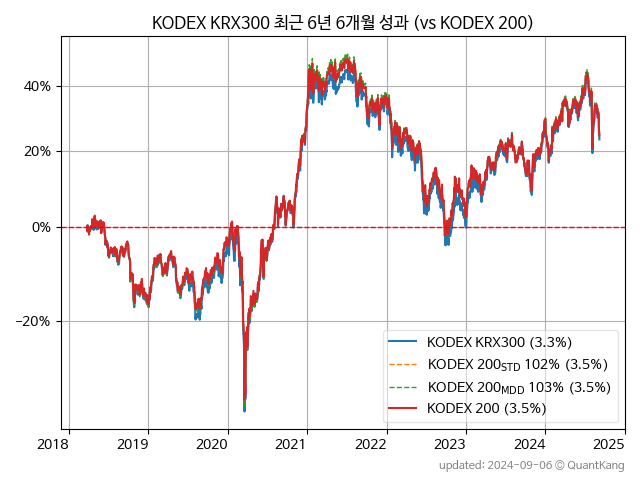 KODEX KRX300 최근 6년 6개월 성과 (vs KODEX 200)
40%
20%
0%
−20%
KODEX KRX300 (3.3%)
KODEX 200STD 102% (3.5%)
KODEX 200MDD 103% (3.5%)
KODEX 200 (3.5%)
2018 2019 2020 2021 2022 2023 2024 2025
updated: 2024-09-06 © QuantKang